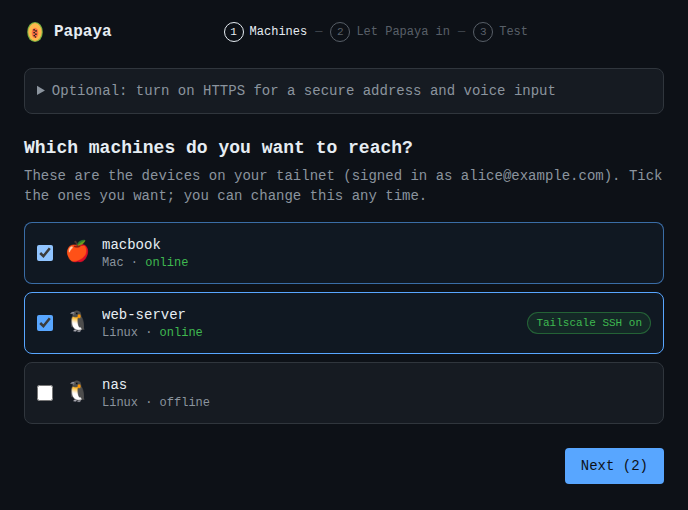 Papaya
1 Machines — 2 Let Papaya in — 3 Test
Optional: turn on HTTPS for a secure address and voice input
Which machines do you want to reach?
These are the devices on your tailnet (signed in as alice@example.com). Tick
the ones you want; you can change this any time.
macbook
Mac · online
web-server
Linux · online
Tailscale SSH on
nas
Linux · offline
Next (2)